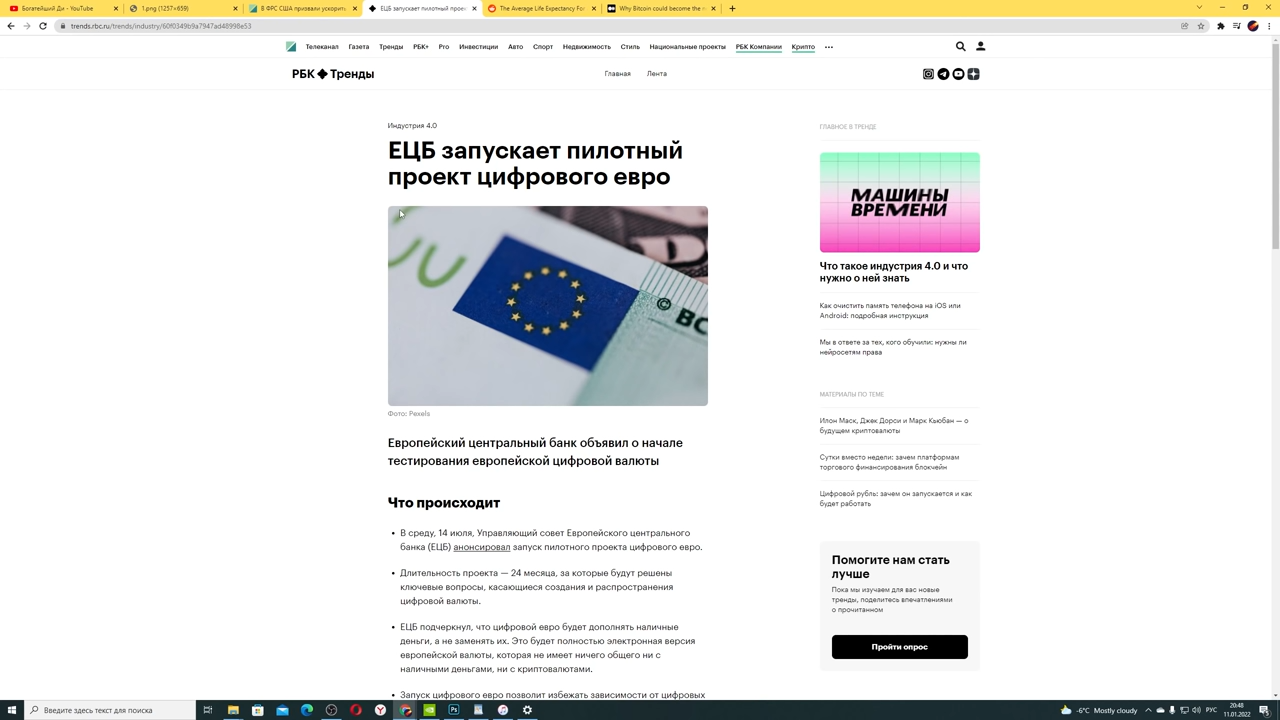 Богатейший Ди - YouTube
1.png (1257×659)
В ФРС США призвали ускорить
ЕЦБ запускает пилотный проек
The Average Life Expectancy For
Why Bitcoin could become the
trends.rbc.ru/trends/industry/60f0349b9a7947ad48998e53
Телеканал Газета Тренды РБК+ Pro Инвестиции Авто Спорт Недвижимость Стиль Национальные проекты РБК Компании Крипто
РБК Тренды
Главная Лента
Индустрия 4.0
ЕЦБ запускает пилотный
проект цифрового евро
ВС
Фото: Pexels
Европейский центральный банк объявил о начале
тестирования европейской цифровой валюты
Что происходит
• В среду, 14 июля, Управляющий совет Европейского центрального
банка (ЕЦБ) анонсировал запуск пилотного проекта цифрового евро.
• Длительность проекта — 24 месяца, за которые будут решены
ключевые вопросы, касающиеся создания и распространения
цифровой валюты.
• ЕЦБ подчеркнул, что цифровой евро будет дополнять наличные
деньги, а не заменять их. Это будет полностью электронная версия
европейской валюты, которая не имеет ничего общего ни с
наличными деньгами, ни с криптовалютами.
• Запуск цифрового евро позволит избежать зависимости от цифровых
ГЛАВНОЕ В ТРЕНДЕ
МАШИНЫ
ВРЕМЕНИ
Что такое индустрия 4.0 и что
нужно о ней знать
Как очистить память телефона на iOS или
Android: подробная инструкция
Мы в ответе за тех, кого обучили: нужны ли
нейросетям права
МАТЕРИАЛЫ ПО ТЕМЕ
Илон Маск, Джек Дорси и Марк Кьюбан — о
будущем криптовалюты
Сутки вместо недели: зачем платформам
торгового финансирования блокчейн
Цифровой рубль: зачем он запускается и как
будет работать
Помогите нам стать
лучше
Пока мы изучаем для вас новые
тренды, поделитесь впечатлениями
о прочитанном
Пройти опрос
Введите здесь текст для поиска
-6°C Mostly cloudy
РУС
20:48
11.01.2022